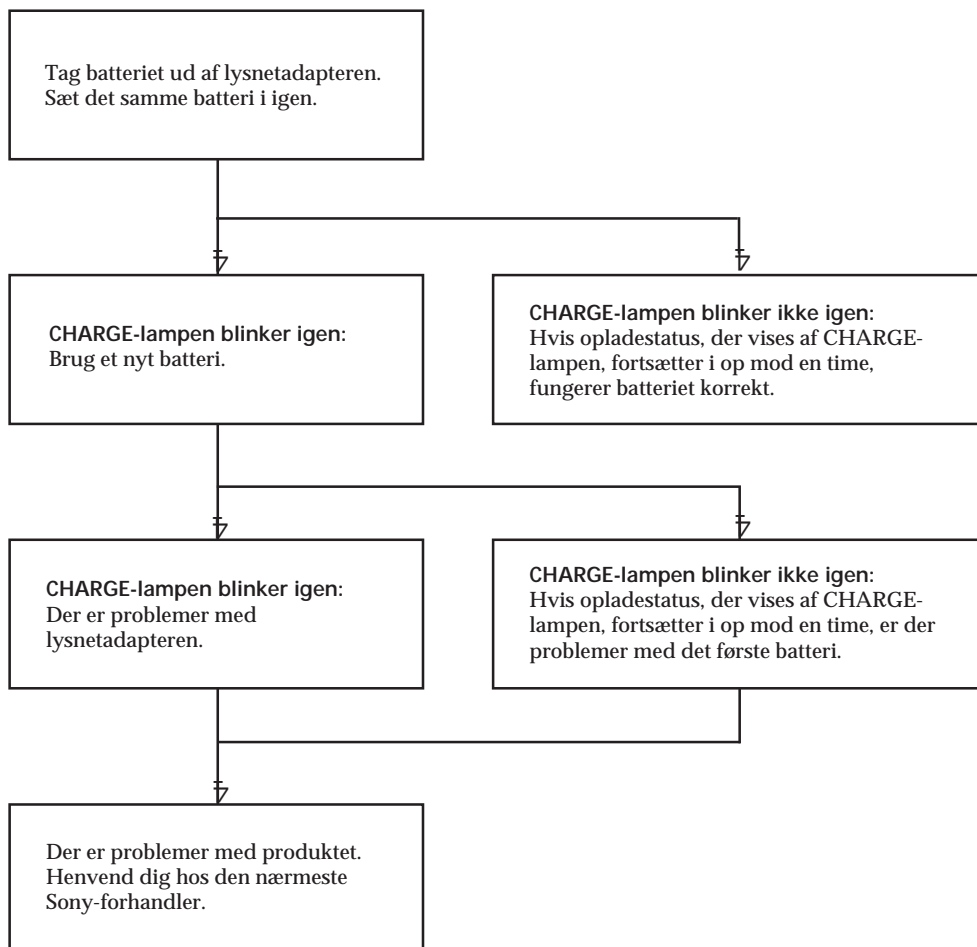 Tag batteriet ud af lysnetadapteren.
Sæt det samme batteri i igen.
CHARGE-lampen blinker igen:
Brug et nyt batteri.
CHARGE-lampen blinker ikke igen:
Hvis opladestatus, der vises af CHARGE-
lampen, fortsætter i op mod en time,
fungerer batteriet korrekt.
CHARGE-lampen blinker igen:
Der er problemer med
lysnetadapteren.
CHARGE-lampen blinker ikke igen:
Hvis opladestatus, der vises af CHARGE-
lampen, fortsætter i op mod en time, er der
problemer med det første batteri.
Der er problemer med produktet.
Henvend dig hos den nærmeste
Sony-forhandler.